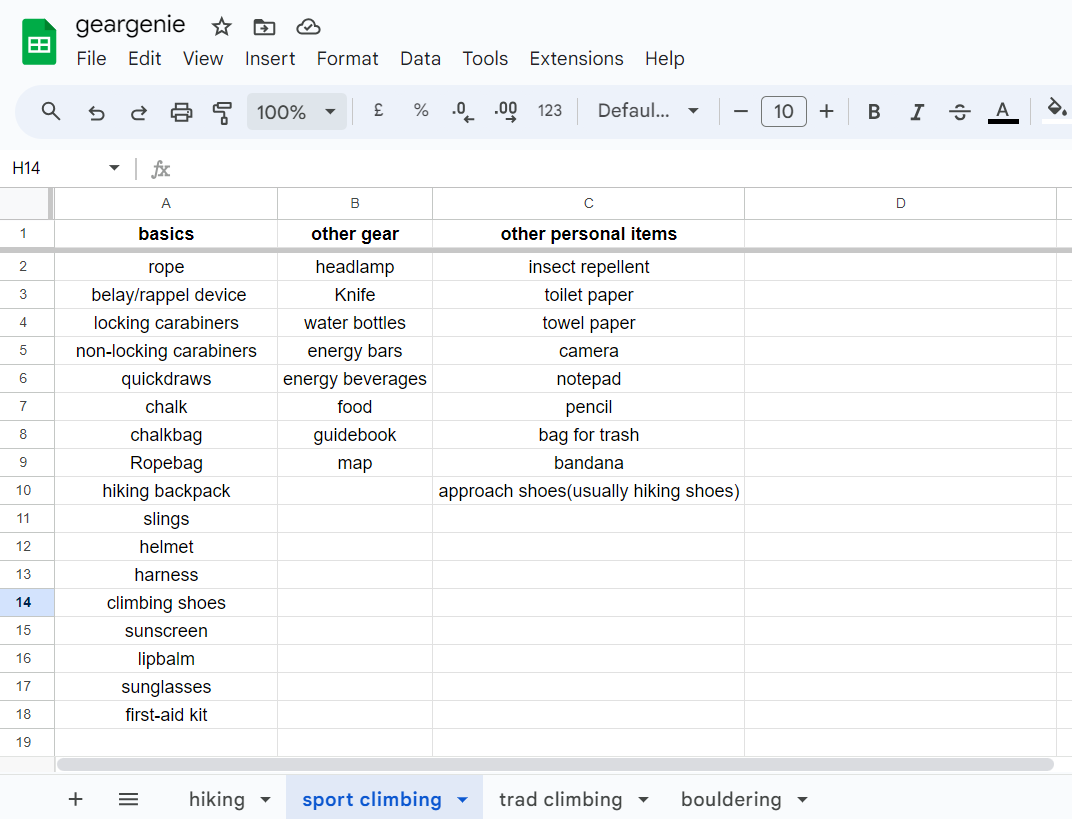 geargenie
File Edit View Insert Format Data Tools Extensions Help
100% £ % .0 .00 123 Defaul... 10 B I S A
H14 fx
A B C D
1 basics other gear other personal items
2 rope headlamp insect repellent
3 belay/rappel device Knife toilet paper
4 locking carabiners water bottles towel paper
5 non-locking carabiners energy bars camera
6 quickdraws energy beverages notepad
7 chalk food pencil
8 chalkbag guidebook bag for trash
9 Ropebag map bandana
10 hiking backpack approach shoes(usually hiking shoes)
11 slings
12 helmet
13 harness
14 climbing shoes
15 sunscreen
16 lipbalm
17 sunglasses
18 first-aid kit
19
hiking sport climbing trad climbing bouldering